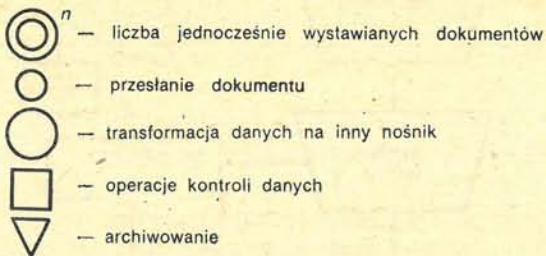 n — liczba jednocześnie wystawianych dokumentów
— przesłanie dokumentu
— transformacja danych na inny nośnik
— operacje kontroli danych
— archiwowanie